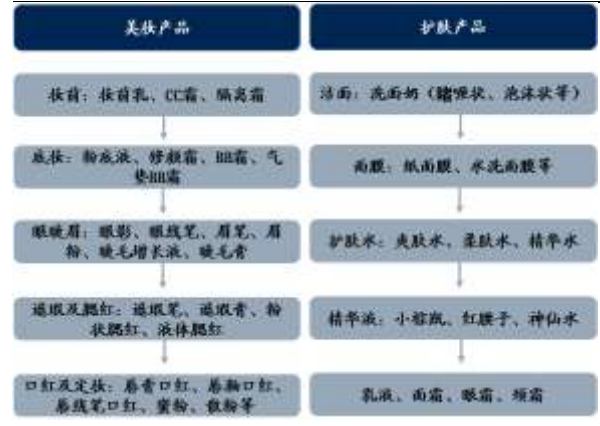 美妆产品
妆前：妆前乳、CC霜、隔离霜
底妆：粉底液、修颜霜、BB霜、气
垫BB霜
眼睫眉：眼影、眼线笔、眉笔、眉
粉、睫毛增长液、睫毛膏
遮瑕及腮红：遮瑕笔、遮瑕膏、粉
状腮红、液体腮红
口红及定妆：唇膏口红、唇釉口红、
唇线笔口红、蜜粉、散粉等
护肤产品
洁面：洗面奶（啫喱状、泡沫状等）
面膜：纸面膜、水洗面膜等
护肤水：爽肤水、柔肤水、精华水
精华液：小棕瓶、红腰子、神仙水
乳液、面霜、眼霜、颈霜